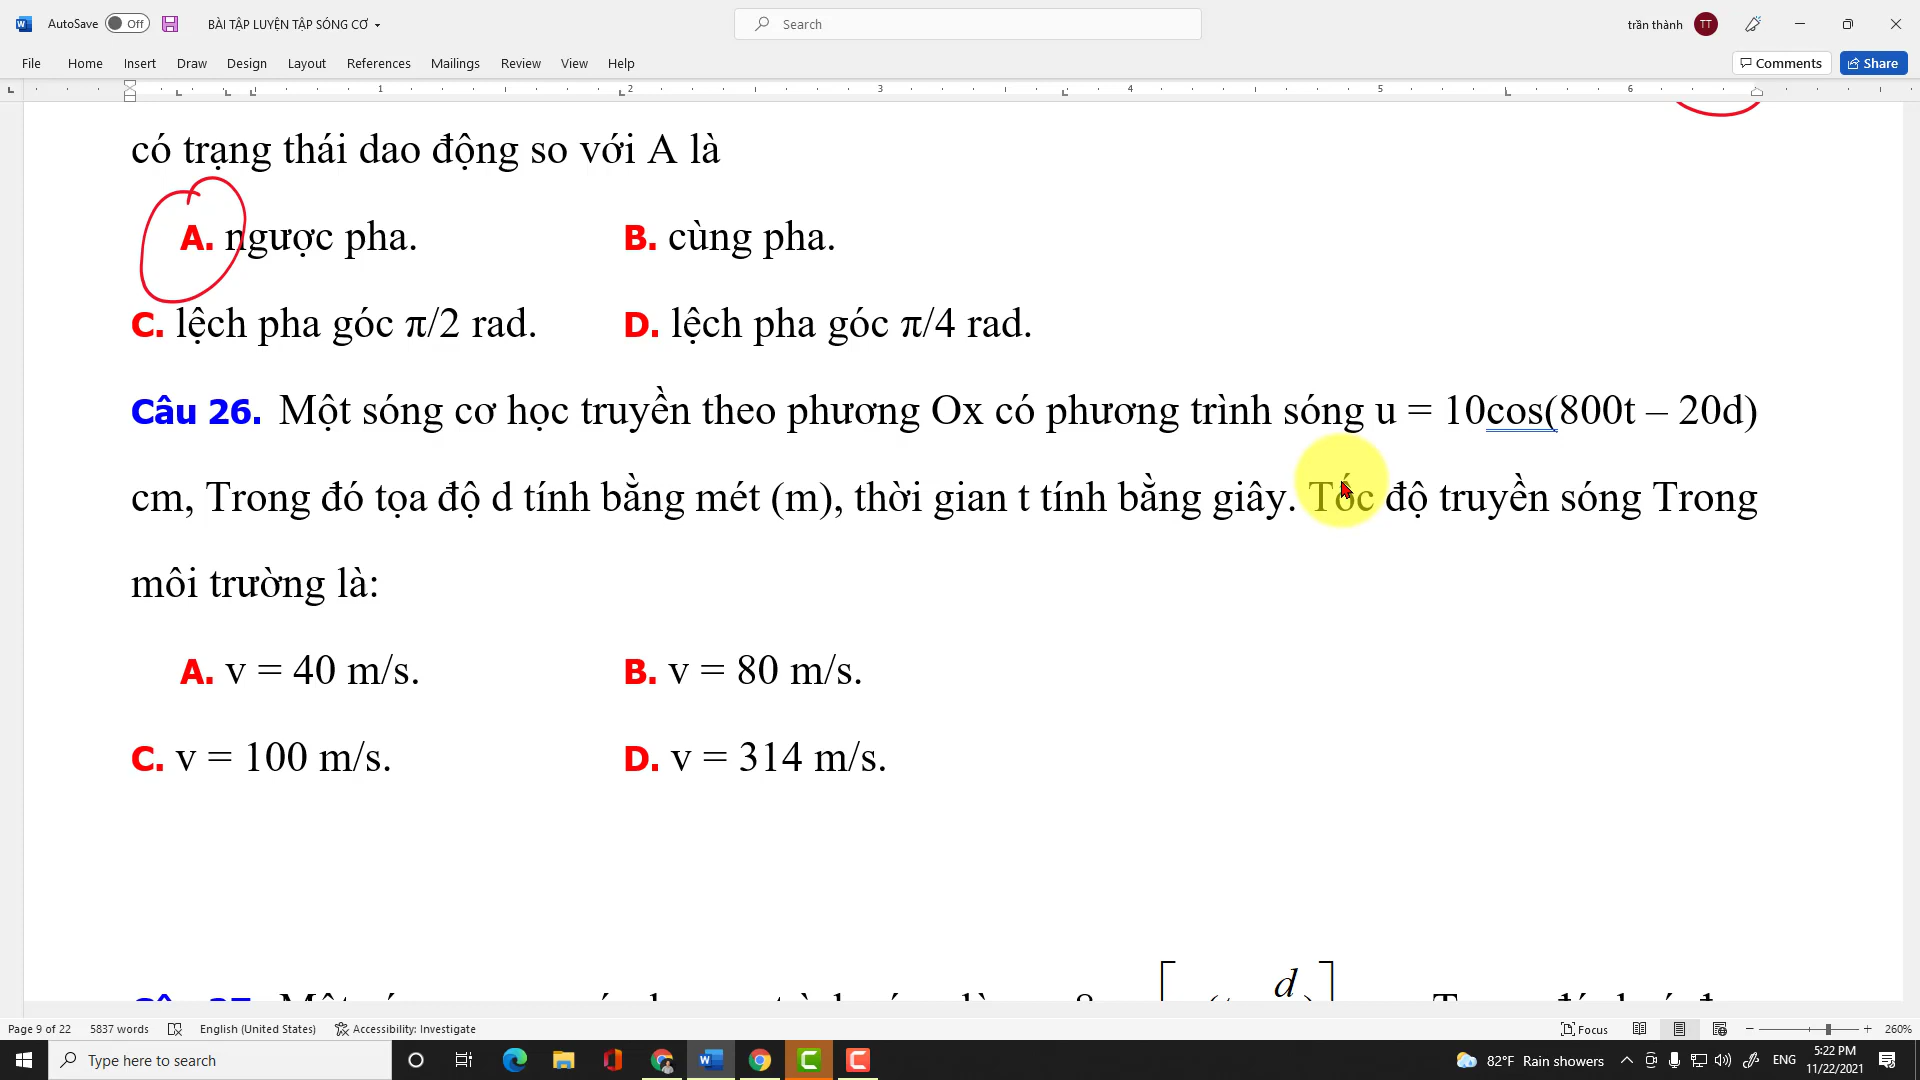 AutoSave Off BÀI TẬP LUYỆN TẬP SÓNG CƠ Search trần thành TT
File Home Insert Draw Design Layout References Mailings Review View Help Comments Share
1 2 3 4 5 6
có trạng thái dao động so với A là
A. ngược pha. B. cùng pha.
C. lệch pha góc π/2 rad. D. lệch pha góc π/4 rad.
Câu 26. Một sóng cơ học truyền theo phương Ox có phương trình sóng u = 10cos(800t – 20d)
cm, Trong đó tọa độ d tính bằng mét (m), thời gian t tính bằng giây. Tốc độ truyền sóng Trong
môi trường là:
A. v = 40 m/s. B. v = 80 m/s.
C. v = 100 m/s. D. v = 314 m/s.
d
Page 9 of 22 5837 words English (United States) Accessibility: Investigate Focus 260%
Type here to search 82°F Rain showers ENG 5:22 PM
11/22/2021